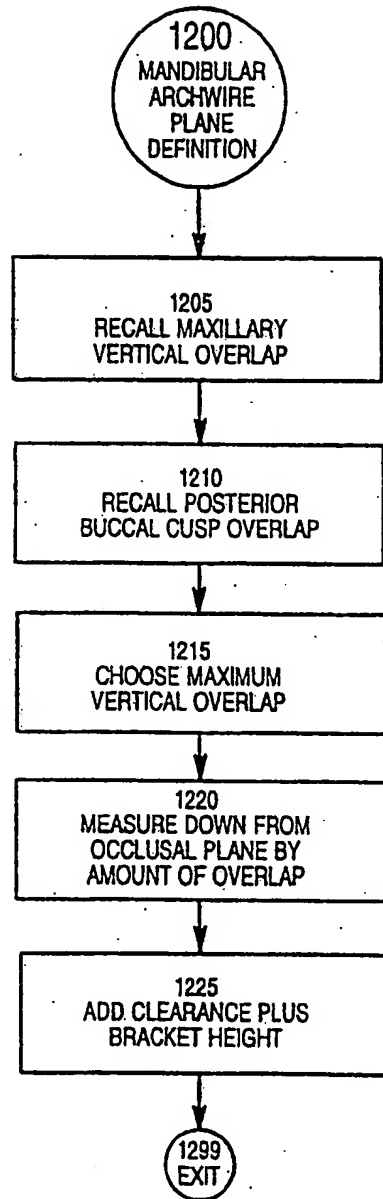 1200
MANDIBULAR
ARCHWIRE
PLANE
DEFINITION
1205
RECALL MAXILLARY
VERTICAL OVERLAP
1210
RECALL POSTERIOR
BUCCAL CUSP OVERLAP
1215
CHOOSE MAXIMUM
VERTICAL OVERLAP
1220
MEASURE DOWN FROM
OCCLUSAL PLANE BY
AMOUNT OF OVERLAP
1225
ADD CLEARANCE PLUS
BRACKET HEIGHT
1299
EXIT